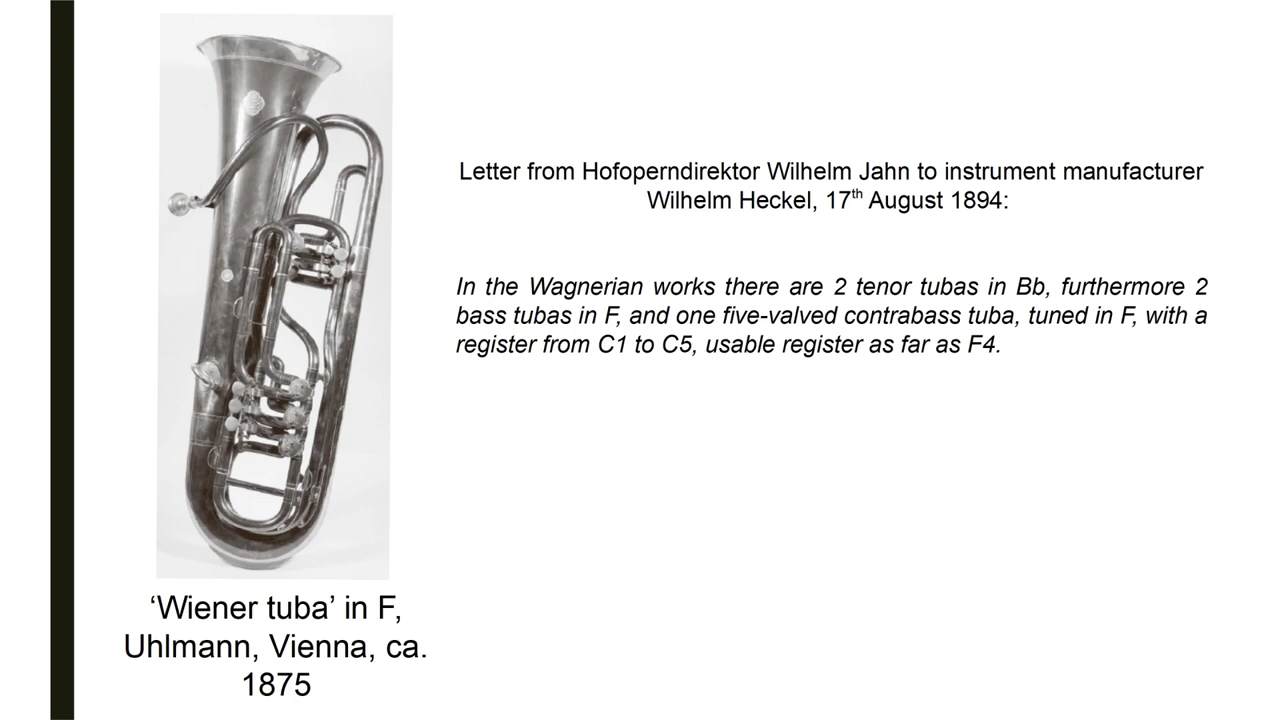 Letter from Hofoperndirektor Wilhelm Jahn to instrument manufacturer
Wilhelm Heckel, 17th August 1894:
In the Wagnerian works there are 2 tenor tubas in Bb, furthermore 2
bass tubas in F, and one five-valved contrabass tuba, tuned in F, with a
register from C1 to C5, usable register as far as F4.
‘Wiener tuba’ in F,
Uhlmann, Vienna, ca.
1875